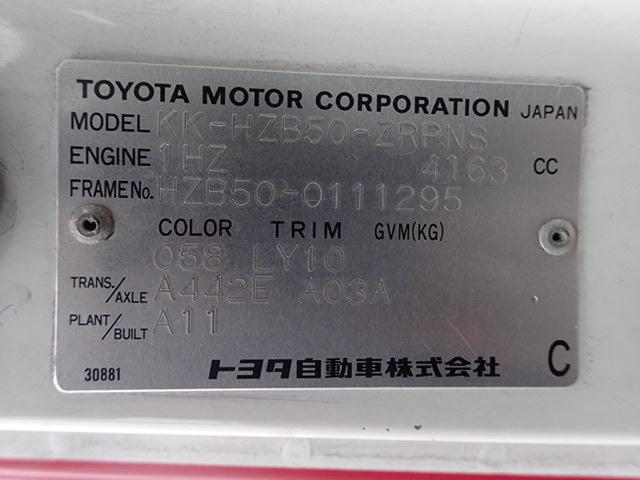 TOYOTA MOTOR CORPORATION JAPAN
MODEL KK-HZB50-ZRPNS
ENGINE 1HZ 4163 CC
FRAME No. HZB50-0111295
COLOR TRIM GVM(KG)
058 LY10
TRANS./AXLE A442E A03A
PLANT/BUILT A11
30881 トヨタ自動車株式会社 C